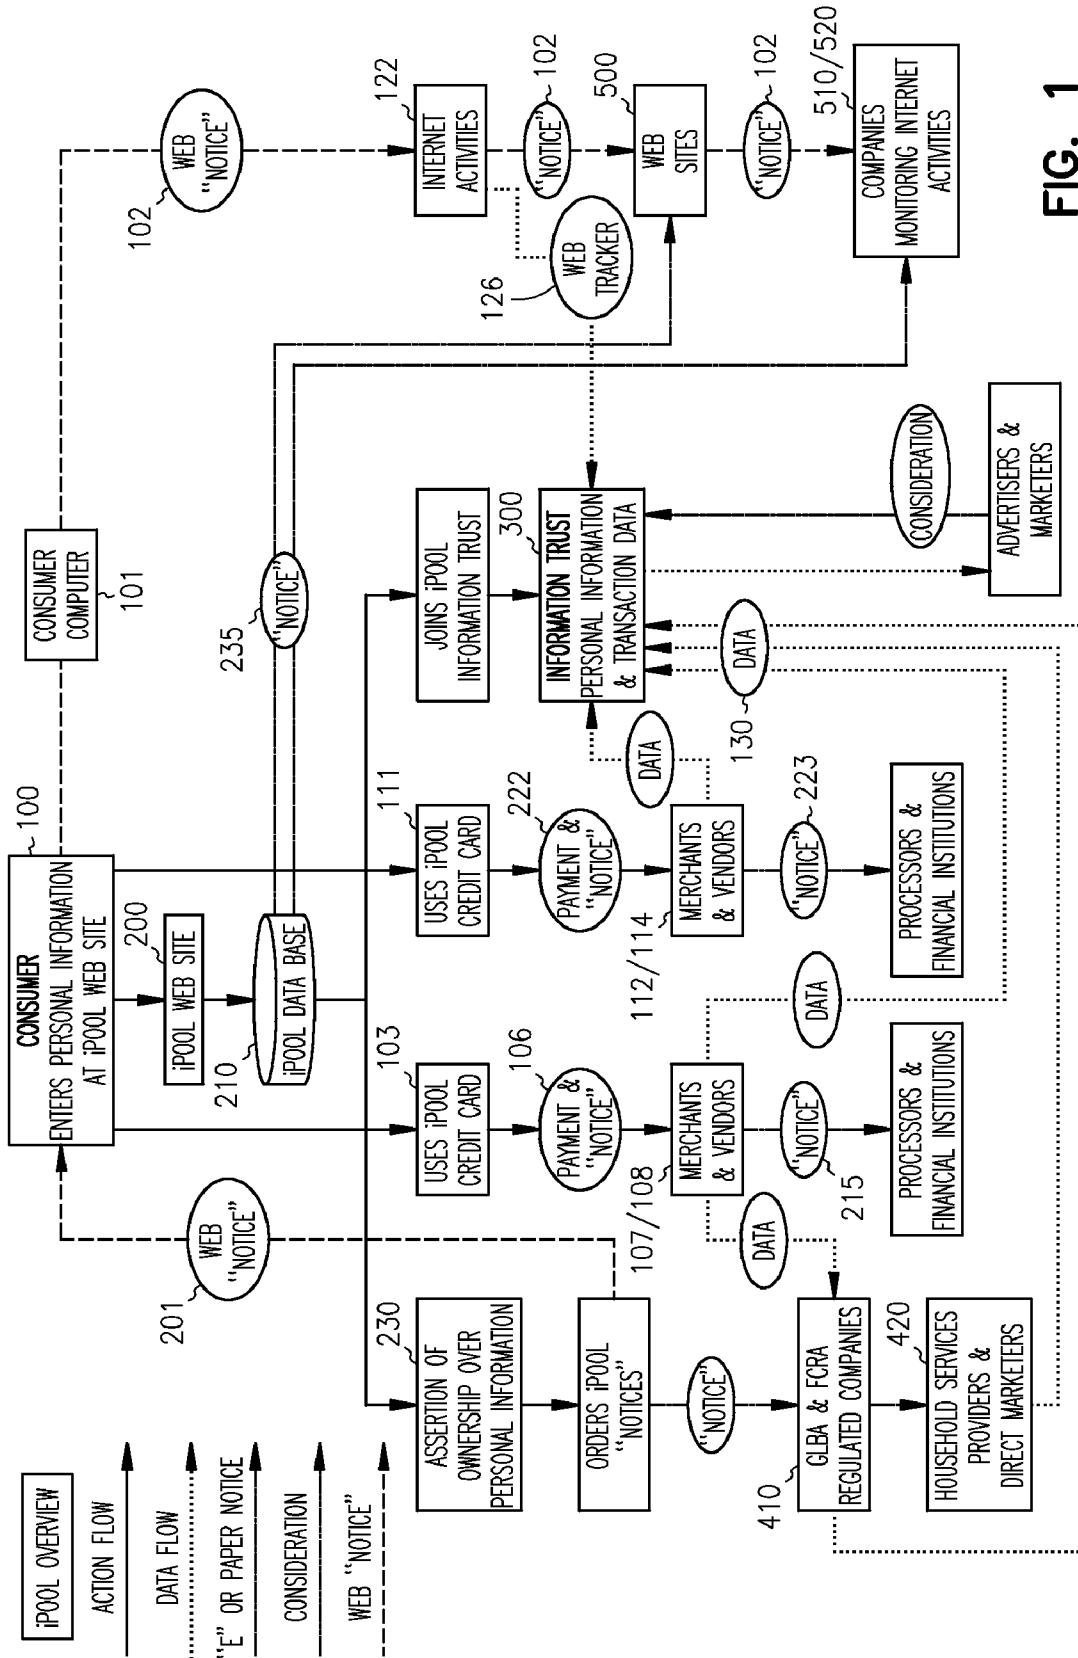 iPOOL OVERVIEW
ACTION FLOW
DATA FLOW
"E" OR PAPER NOTICE
CONSIDERATION
WEB "NOTICE"
100
CONSUMER
ENTERS PERSONAL INFORMATION
AT iPOOL WEB SITE
CONSUMER
COMPUTER
101
102
WEB
"NOTICE"
201
WEB
"NOTICE"
200
iPOOL WEB SITE
210
iPOOL DATA BASE
235
"NOTICE"
230
ASSERTION OF
OWNERSHIP OVER
PERSONAL INFORMATION
103
USES iPOOL
CREDIT CARD
111
USES iPOOL
CREDIT CARD
JOINS iPOOL
INFORMATION TRUST
122
INTERNET
ACTIVITIES
ORDERS iPOOL
"NOTICES"
106
PAYMENT &
"NOTICE"
222
PAYMENT &
"NOTICE"
300
INFORMATION TRUST
PERSONAL INFORMATION
& TRANSACTION DATA
126
WEB
TRACKER
102
"NOTICE"
"NOTICE"
107/108
MERCHANTS
& VENDORS
112/114
MERCHANTS
& VENDORS
DATA
500
WEB
SITES
DATA
"NOTICE"
215
DATA
"NOTICE"
223
DATA
130
102
"NOTICE"
410
GLBA & FCRA
REGULATED COMPANIES
PROCESSORS &
FINANCIAL INSTITUTIONS
PROCESSORS &
FINANCIAL INSTITUTIONS
CONSIDERATION
510/520
COMPANIES
MONITORING INTERNET
ACTIVITIES
420
HOUSEHOLD SERVICES
PROVIDERS &
DIRECT MARKETERS
ADVERTISERS &
MARKETERS
FIG. 1